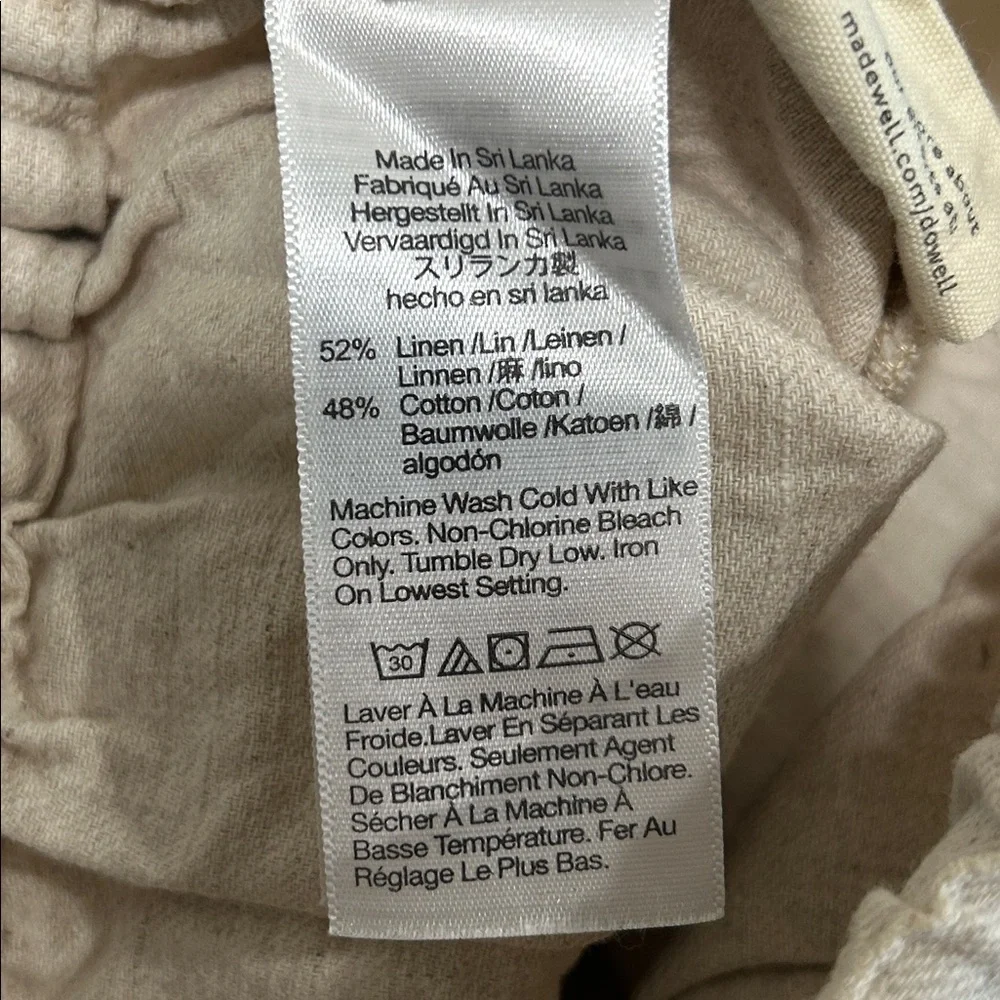 Made In Sri Lanka
Fabriqué Au Sri Lanka
Hergestellt In Sri Lanka
Vervaardigd In Sri Lanka
スリランカ製
hecho en sri lanka
52% Linen /Lin /Leinen /
Linnen /麻 /lino
48% Cotton /Coton /
Baumwolle /Katoen /綿 /
algodón
Machine Wash Cold With Like
Colors. Non-Chlorine Bleach
Only. Tumble Dry Low. Iron
On Lowest Setting.
30
Laver À La Machine À L'eau
Froide.Laver En Séparant Les
Couleurs. Seulement Agent
De Blanchiment Non-Chlore.
Sécher À La Machine À
Basse Température. Fer Au
Réglage Le Plus Bas.
about
at
madewell.com/dowell